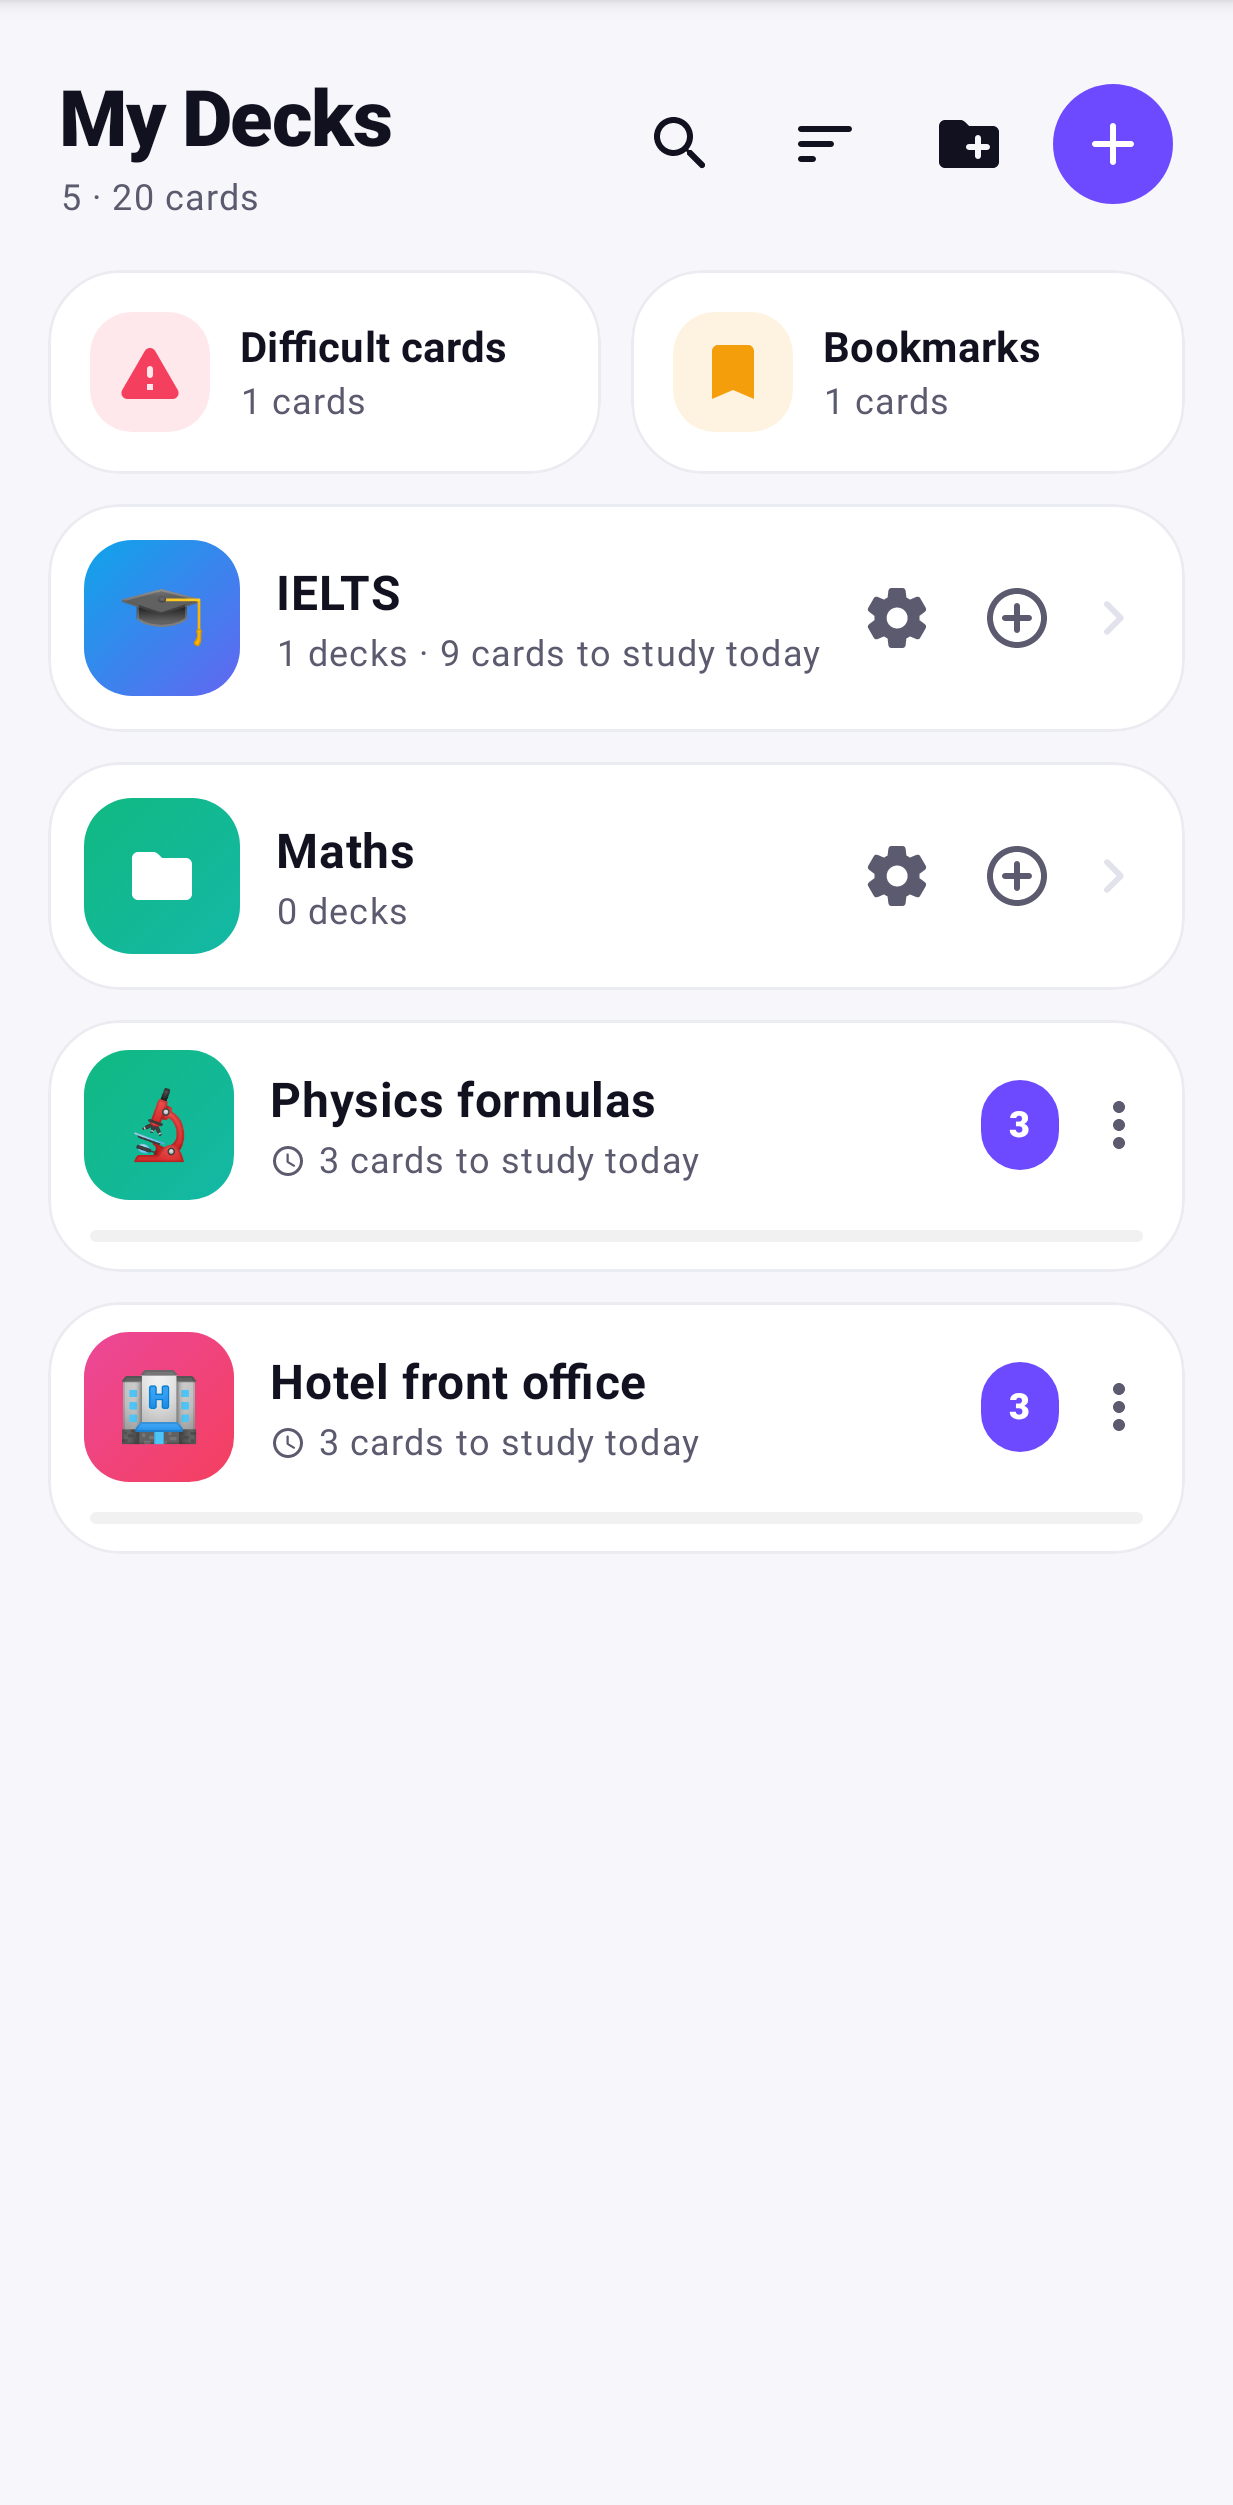 My Decks
5 · 20 cards
Difficult cards
1 cards
Bookmarks
1 cards
IELTS
1 decks · 9 cards to study today
Maths
0 decks
Physics formulas
3 cards to study today
3
H
Hotel front office
3 cards to study today
3